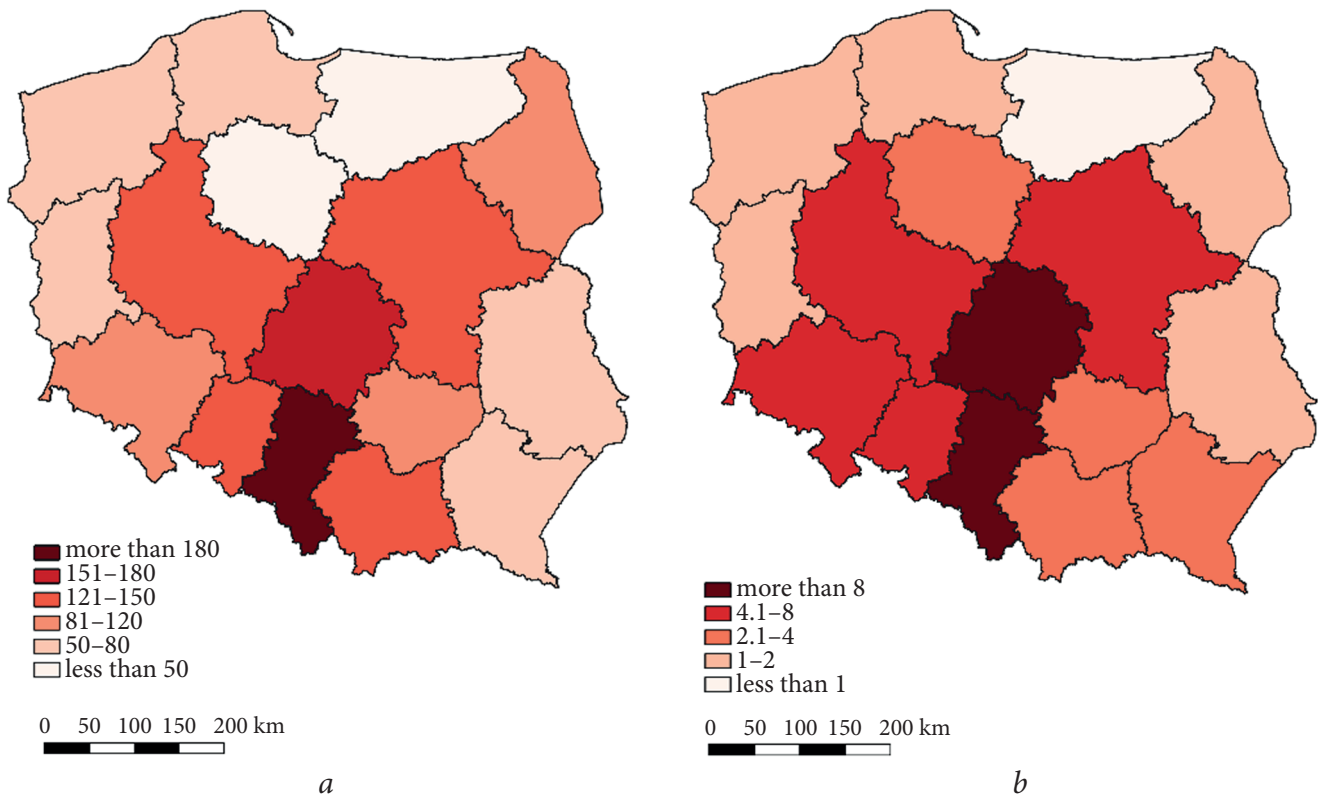 more than 180
151–180
121–150
81–120
50–80
less than 50
0 50 100 150 200 km
a
more than 8
4.1–8
2.1–4
1–2
less than 1
0 50 100 150 200 km
b